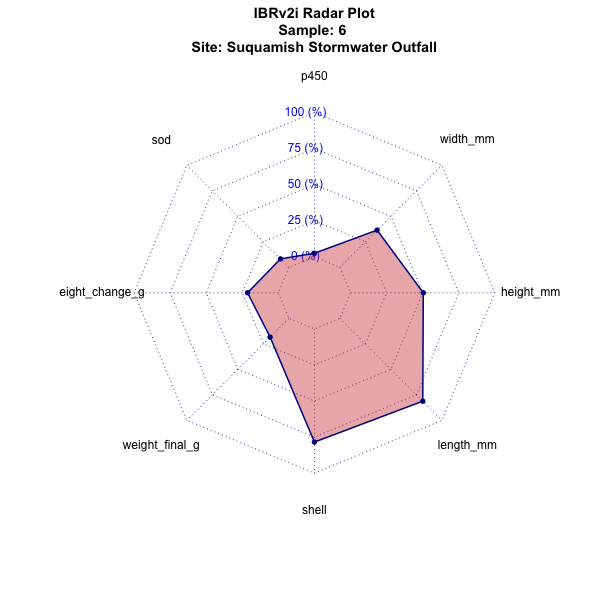 IBRv2i Radar Plot
Sample: 6
Site: Suquamish Stormwater Outfall
p450
100 (%)
sod
width_mm
75 (%)
50 (%)
25 (%)
0 (%)
eight_change_g
height_mm
weight_final_g
length_mm
shell